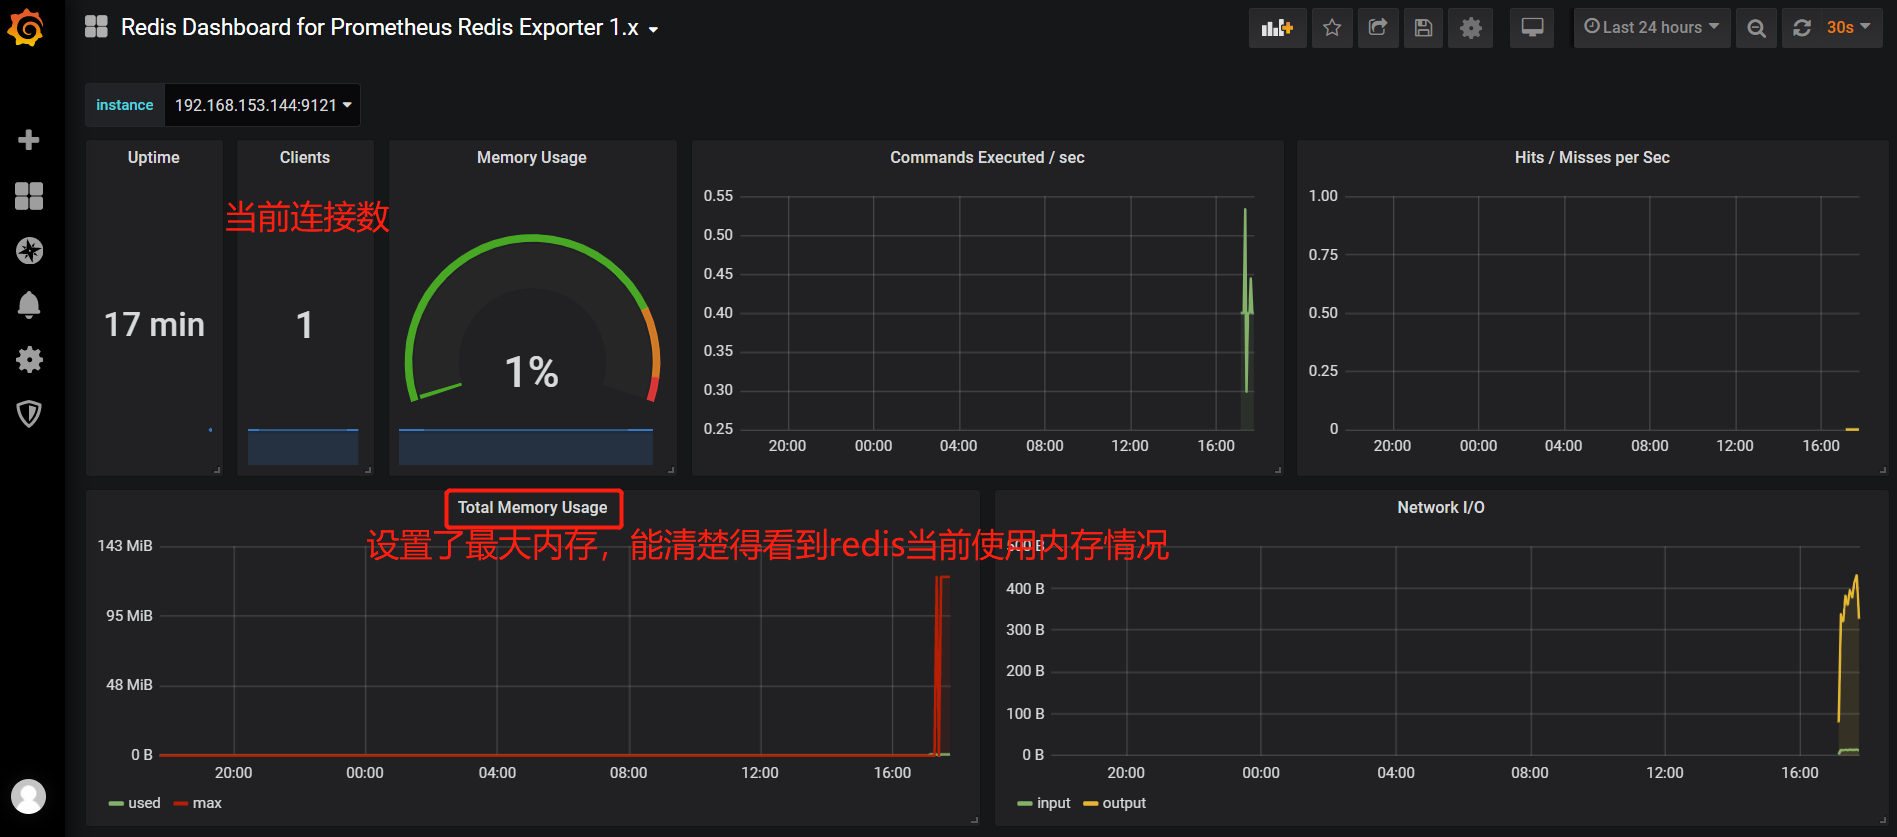 Redis Dashboard for Prometheus Redis Exporter 1.x
Last 24 hours
30s
instance
192.168.153.144:9121
Uptime
17 min
Clients
当前连接数
1
Memory Usage
1%
Commands Executed / sec
0.55
0.50
0.45
0.40
0.35
0.30
0.25
20:00 00:00 04:00 08:00 12:00 16:00
Hits / Misses per Sec
1.00
0.75
0.50
0.25
0
20:00 00:00 04:00 08:00 12:00 16:00
Total Memory Usage
设置了最大内存，能清楚得看到redis当前使用内存情况
143 MiB
95 MiB
48 MiB
0 B
20:00 00:00 04:00 08:00 12:00 16:00
used max
Network I/O
500 B
400 B
300 B
200 B
100 B
0 B
20:00 00:00 04:00 08:00 12:00 16:00
input output